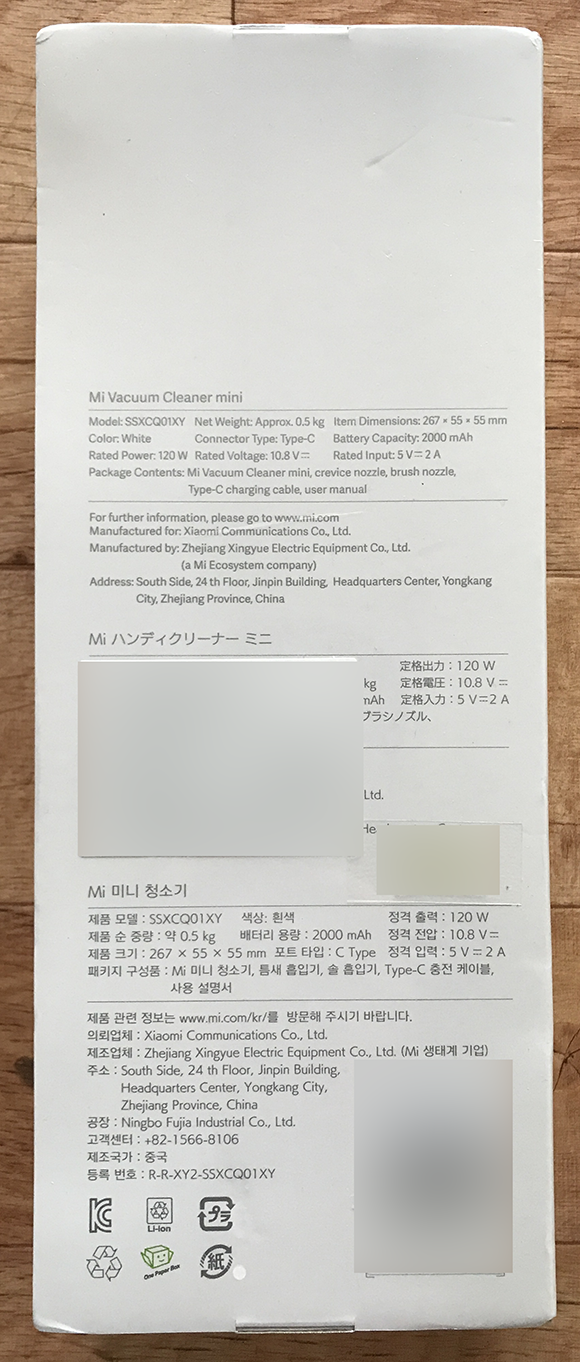 Mi Vacuum Cleaner mini
Model: SSXCQ01XY Net Weight: Approx. 0.5 kg Item Dimensions: 267 × 55 × 55 mm
Color: White Connector Type: Type-C Battery Capacity: 2000 mAh
Rated Power: 120 W Rated Voltage: 10.8 V⎓ Rated Input: 5 V⎓2 A
Package Contents: Mi Vacuum Cleaner mini, crevice nozzle, brush nozzle,
Type-C charging cable, user manual
For further information, please go to www.mi.com
Manufactured for: Xiaomi Communications Co., Ltd.
Manufactured by: Zhejiang Xingyue Electric Equipment Co., Ltd.
(a Mi Ecosystem company)
Address: South Side, 24 th Floor, Jinpin Building, Headquarters Center, Yongkang
City, Zhejiang Province, China
Mi ハンディクリーナー ミニ
定格出力：120 W
kg 定格電圧：10.8 V⎓
mAh 定格入力：5 V⎓2 A
ブラシノズル、
Ltd.
He
Mi 미니 청소기
제품 모델 : SSXCQ01XY 색상: 흰색 정격 출력 : 120 W
제품 순 중량 : 약 0.5 kg 배터리 용량 : 2000 mAh 정격 전압 : 10.8 V⎓
제품 크기 : 267 × 55 × 55 mm 포트 타입 : C Type 정격 입력 : 5 V⎓ 2 A
패키지 구성품 : Mi 미니 청소기, 틈새 흡입기, 솔 흡입기, Type-C 충전 케이블,
사용 설명서
제품 관련 정보는 www.mi.com/kr/를 방문해 주시기 바랍니다.
의뢰업체 : Xiaomi Communications Co., Ltd.
제조업체 : Zhejiang Xingyue Electric Equipment Co., Ltd. (Mi 생태계 기업)
주소 : South Side, 24 th Floor, Jinpin Building,
Headquarters Center, Yongkang City,
Zhejiang Province, China
공장 : Ningbo Fujia Industrial Co., Ltd.
고객센터 : +82-1566-8106
제조국가 : 중국
등록 번호 : R-R-XY2-SSXCQ01XY
Li-ion
プラ
One Paper Box
紙